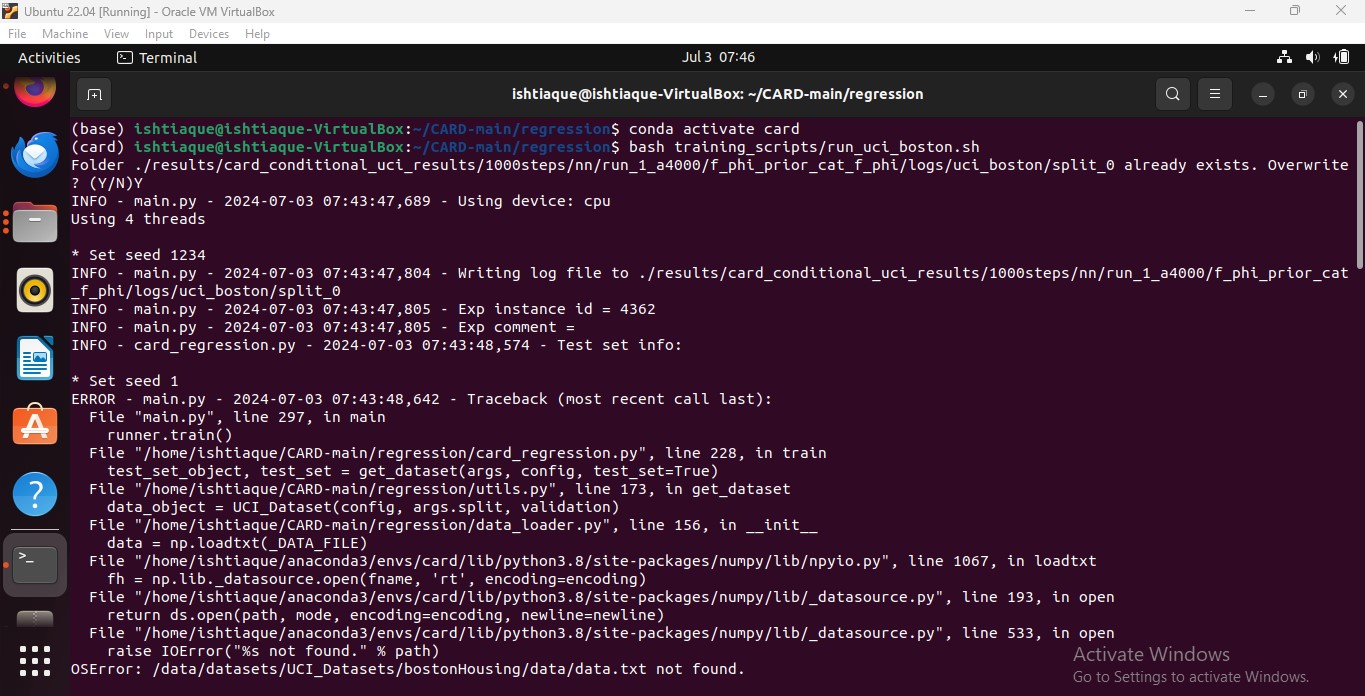 Ubuntu 22.04 [Running] - Oracle VM VirtualBox
File Machine View Input Devices Help
Activities Terminal Jul 3 07:46
ishtiaque@ishtiaque-VirtualBox: ~/CARD-main/regression
(base) ishtiaque@ishtiaque-VirtualBox:~/CARD-main/regression$ conda activate card
(card) ishtiaque@ishtiaque-VirtualBox:~/CARD-main/regression$ bash training_scripts/run_uci_boston.sh
Folder ./results/card_conditional_uci_results/1000steps/nn/run_1_a4000/f_phi_prior_cat_f_phi/logs/uci_boston/split_0 already exists. Overwrite
? (Y/N)Y
INFO - main.py - 2024-07-03 07:43:47,689 - Using device: cpu
Using 4 threads
* Set seed 1234
INFO - main.py - 2024-07-03 07:43:47,804 - Writing log file to ./results/card_conditional_uci_results/1000steps/nn/run_1_a4000/f_phi_prior_cat
_f_phi/logs/uci_boston/split_0
INFO - main.py - 2024-07-03 07:43:47,805 - Exp instance id = 4362
INFO - main.py - 2024-07-03 07:43:47,805 - Exp comment =
INFO - card_regression.py - 2024-07-03 07:43:48,574 - Test set info:
* Set seed 1
ERROR - main.py - 2024-07-03 07:43:48,642 - Traceback (most recent call last):
File "main.py", line 297, in main
runner.train()
File "/home/ishtiaque/CARD-main/regression/card_regression.py", line 228, in train
test_set_object, test_set = get_dataset(args, config, test_set=True)
File "/home/ishtiaque/CARD-main/regression/utils.py", line 173, in get_dataset
data_object = UCI_Dataset(config, args.split, validation)
File "/home/ishtiaque/CARD-main/regression/data_loader.py", line 156, in __init__
data = np.loadtxt(_DATA_FILE)
File "/home/ishtiaque/anaconda3/envs/card/lib/python3.8/site-packages/numpy/lib/npyio.py", line 1067, in loadtxt
fh = np.lib._datasource.open(fname, 'rt', encoding=encoding)
File "/home/ishtiaque/anaconda3/envs/card/lib/python3.8/site-packages/numpy/lib/_datasource.py", line 193, in open
return ds.open(path, mode, encoding=encoding, newline=newline)
File "/home/ishtiaque/anaconda3/envs/card/lib/python3.8/site-packages/numpy/lib/_datasource.py", line 533, in open
raise IOError("%s not found." % path)
OSError: /data/datasets/UCI_Datasets/bostonHousing/data/data.txt not found.
Activate Windows
Go to Settings to activate Windows.